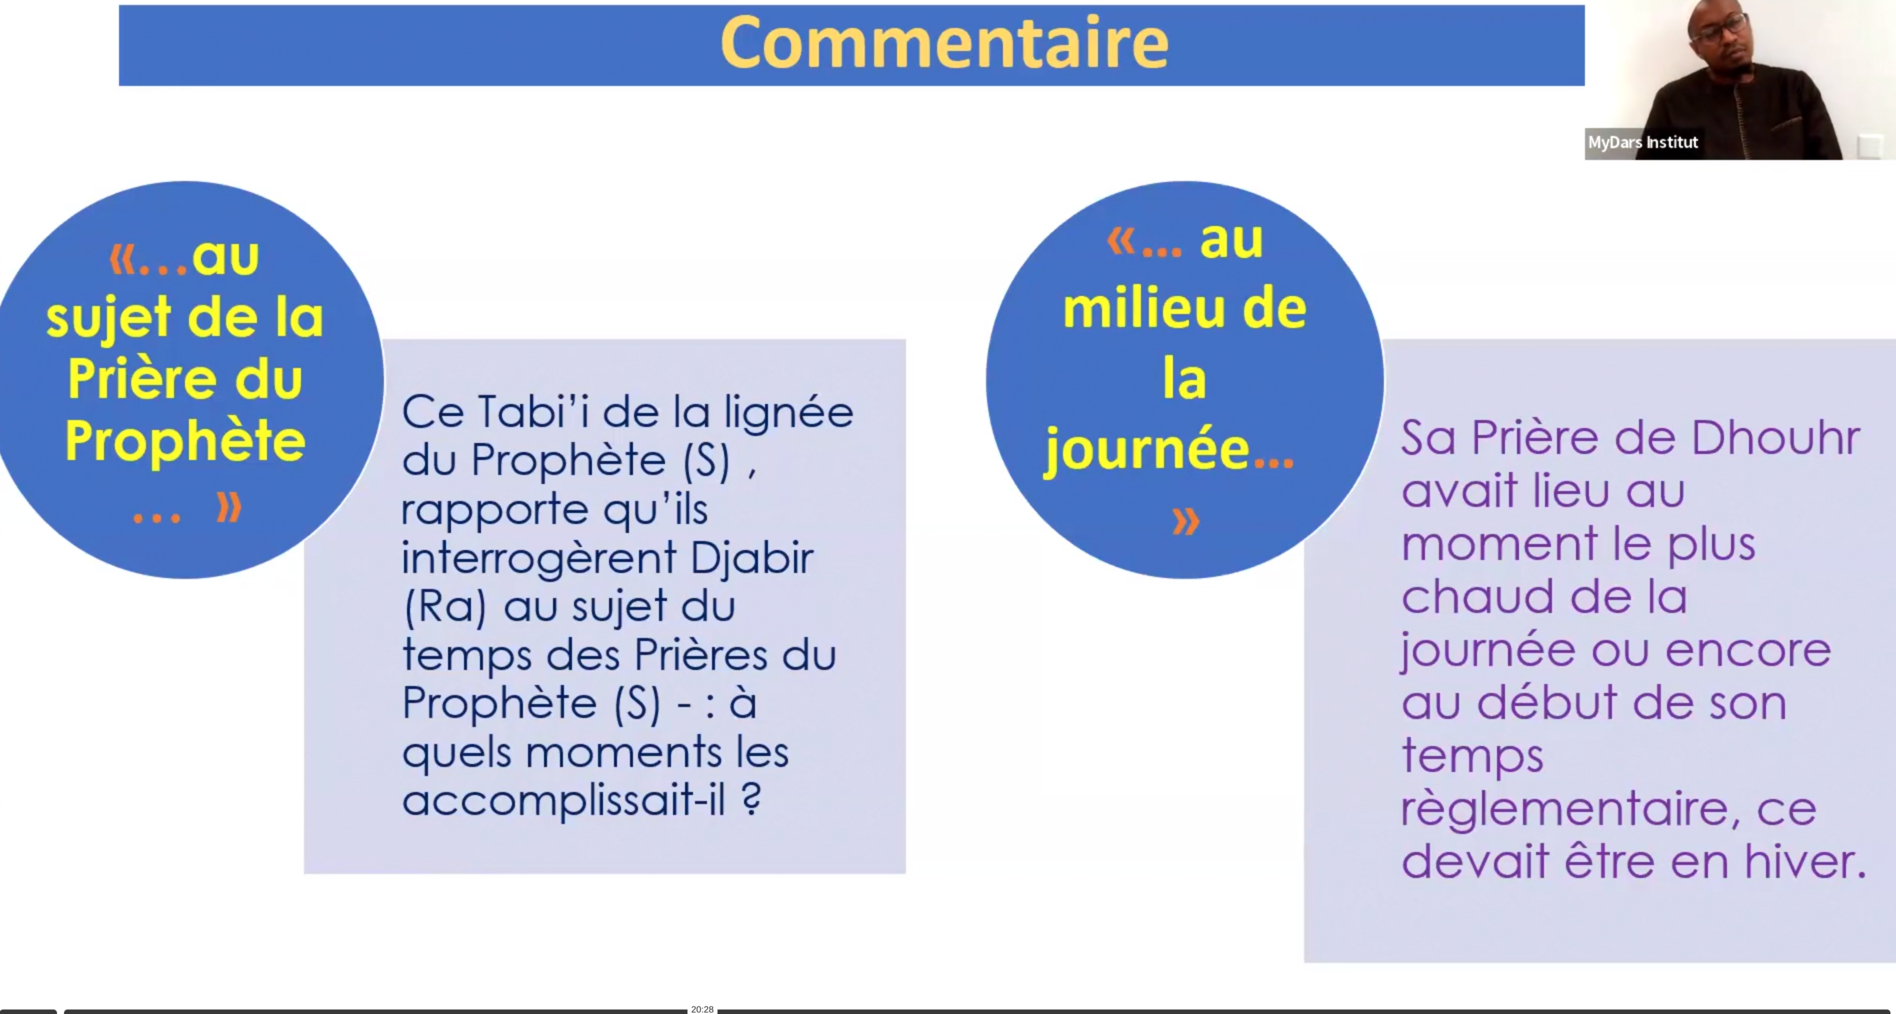 Commentaire
MyDars Institut
«...au
sujet de la
Prière du
Prophète
... »
Ce Tabi’i de la lignée
du Prophète (S) ,
rapporte qu’ils
interrogèrent Djabir
(Ra) au sujet du
temps des Prières du
Prophète (S) - : à
quels moments les
accomplissait-il ?
«... au
milieu de
la
journée...
»
Sa Prière de Dhouhr
avait lieu au
moment le plus
chaud de la
journée ou encore
au début de son
temps
règlementaire, ce
devait être en hiver.
20:28